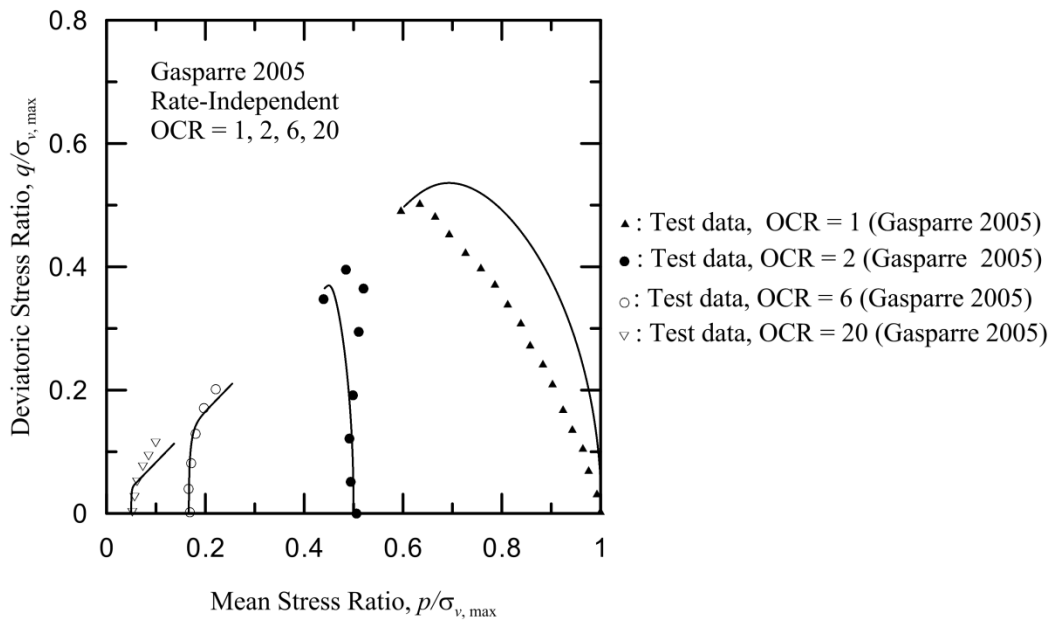 0.8
Gasparre 2005
Rate-Independent
OCR = 1, 2, 6, 20
0.6
0.4
0.2
0
Deviatoric Stress Ratio, q/σv, max
▲ : Test data, OCR = 1 (Gasparre 2005)
● : Test data, OCR = 2 (Gasparre 2005)
○ : Test data, OCR = 6 (Gasparre 2005)
▽ : Test data, OCR = 20 (Gasparre 2005)
0 0.2 0.4 0.6 0.8 1
Mean Stress Ratio, p/σv, max